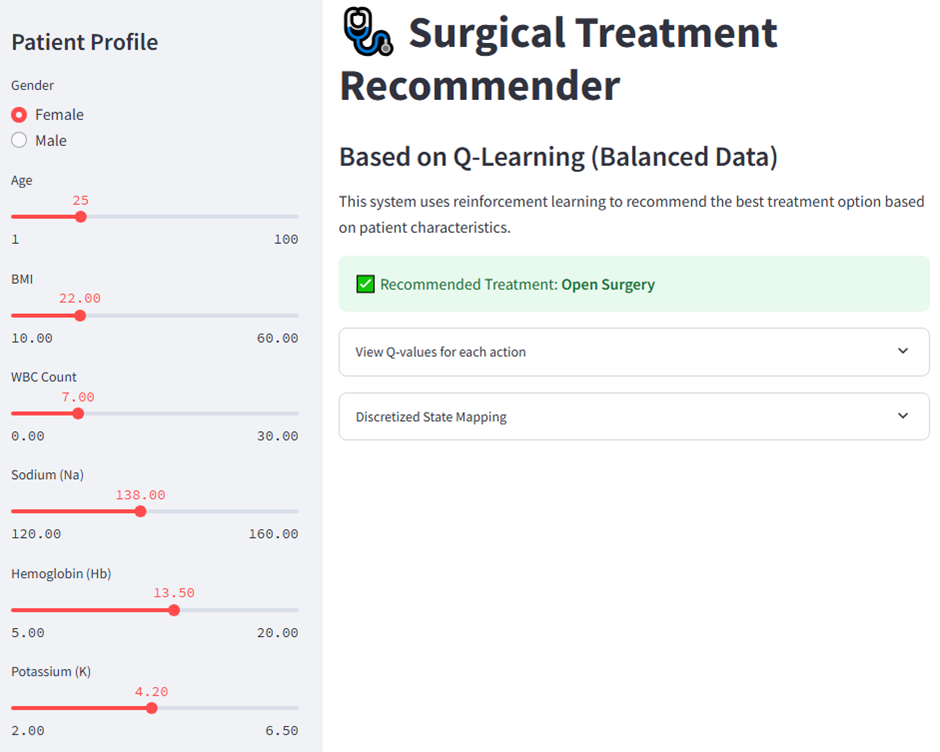 Patient Profile
Gender
Female
Male
Age
25
1 100
BMI
22.00
10.00 60.00
WBC Count
7.00
0.00 30.00
Sodium (Na)
138.00
120.00 160.00
Hemoglobin (Hb)
13.50
5.00 20.00
Potassium (K)
4.20
2.00 6.50
Surgical Treatment
Recommender
Based on Q-Learning (Balanced Data)
This system uses reinforcement learning to recommend the best treatment option based
on patient characteristics.
Recommended Treatment: Open Surgery
View Q-values for each action
Discretized State Mapping